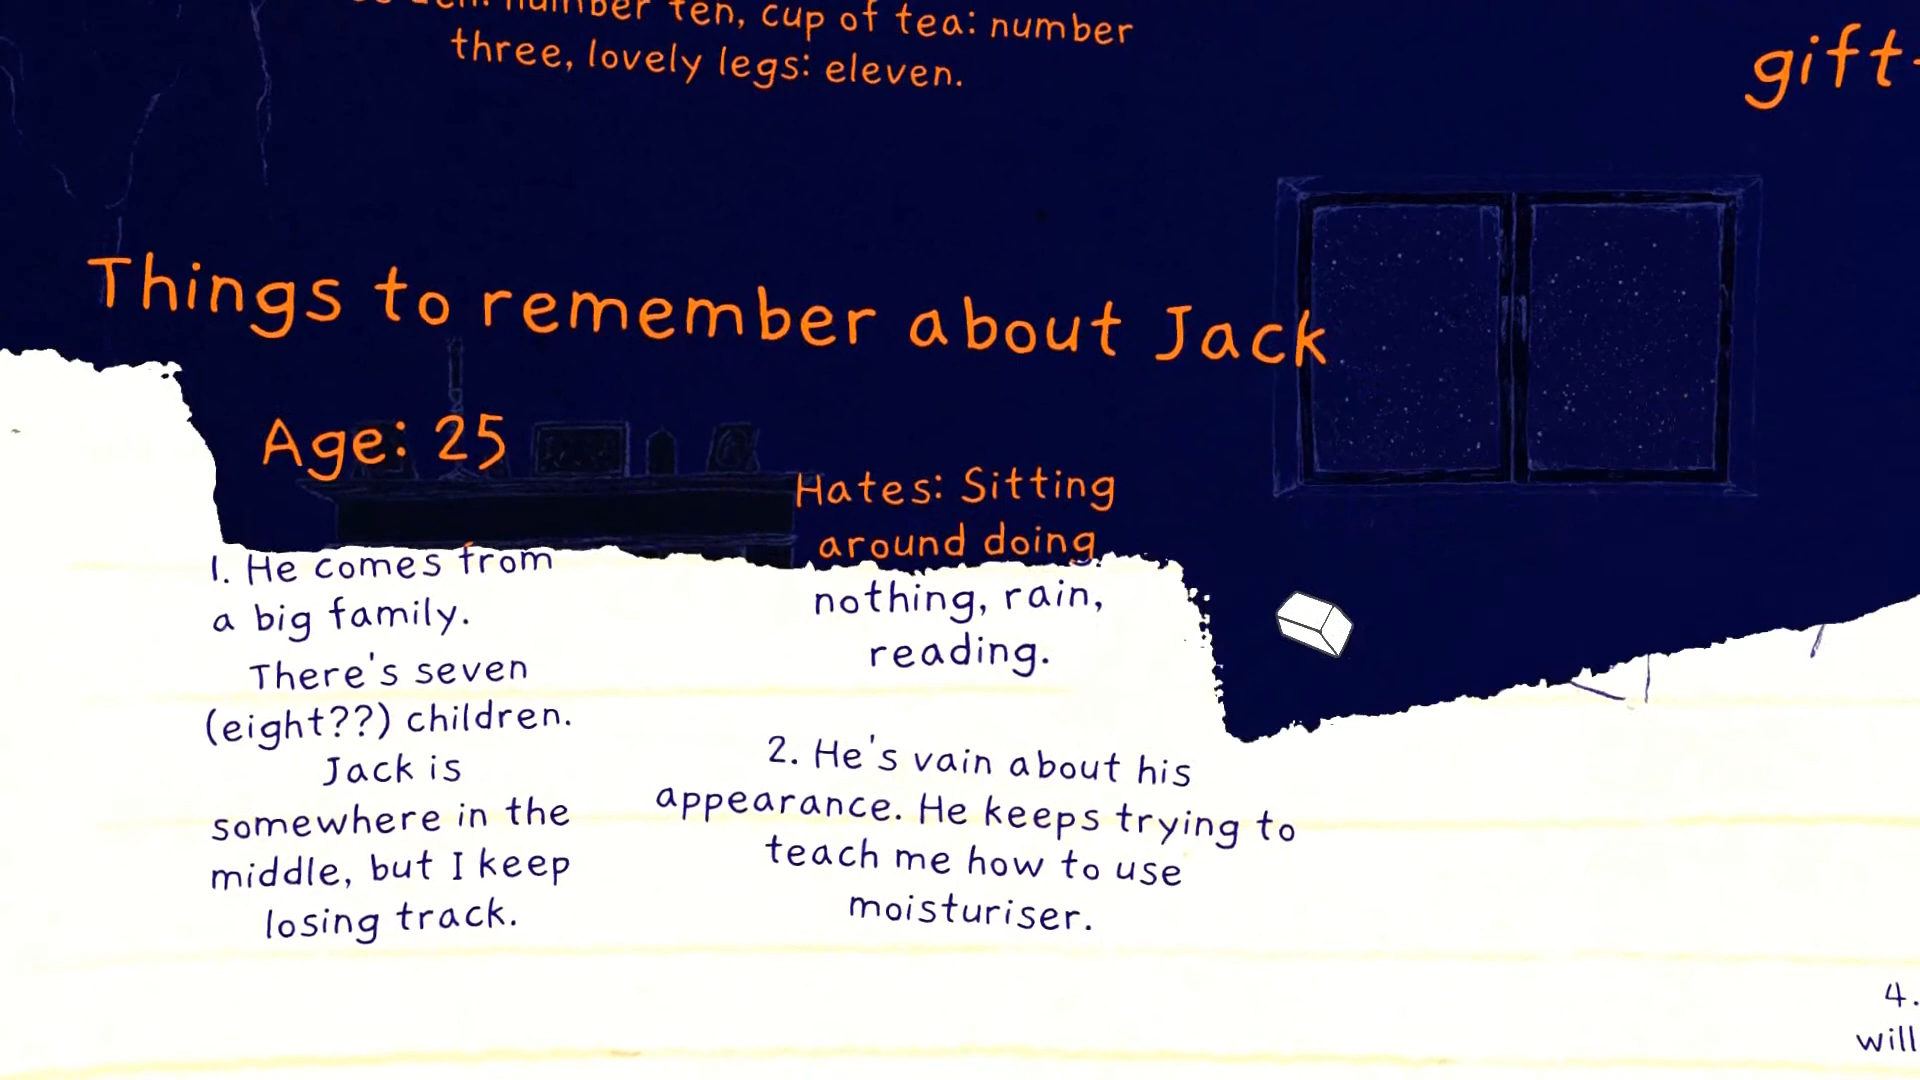 number ten, cup of tea: number
three, lovely legs: eleven.
gift
Things to remember about Jack
Age: 25
Hates: Sitting
around doing
nothing, rain,
reading.
1. He comes from
a big family.
There's seven
(eight??) children.
Jack is
somewhere in the
middle, but I keep
losing track.
2. He's vain about his
appearance. He keeps trying to
teach me how to use
moisturiser.
4.
will